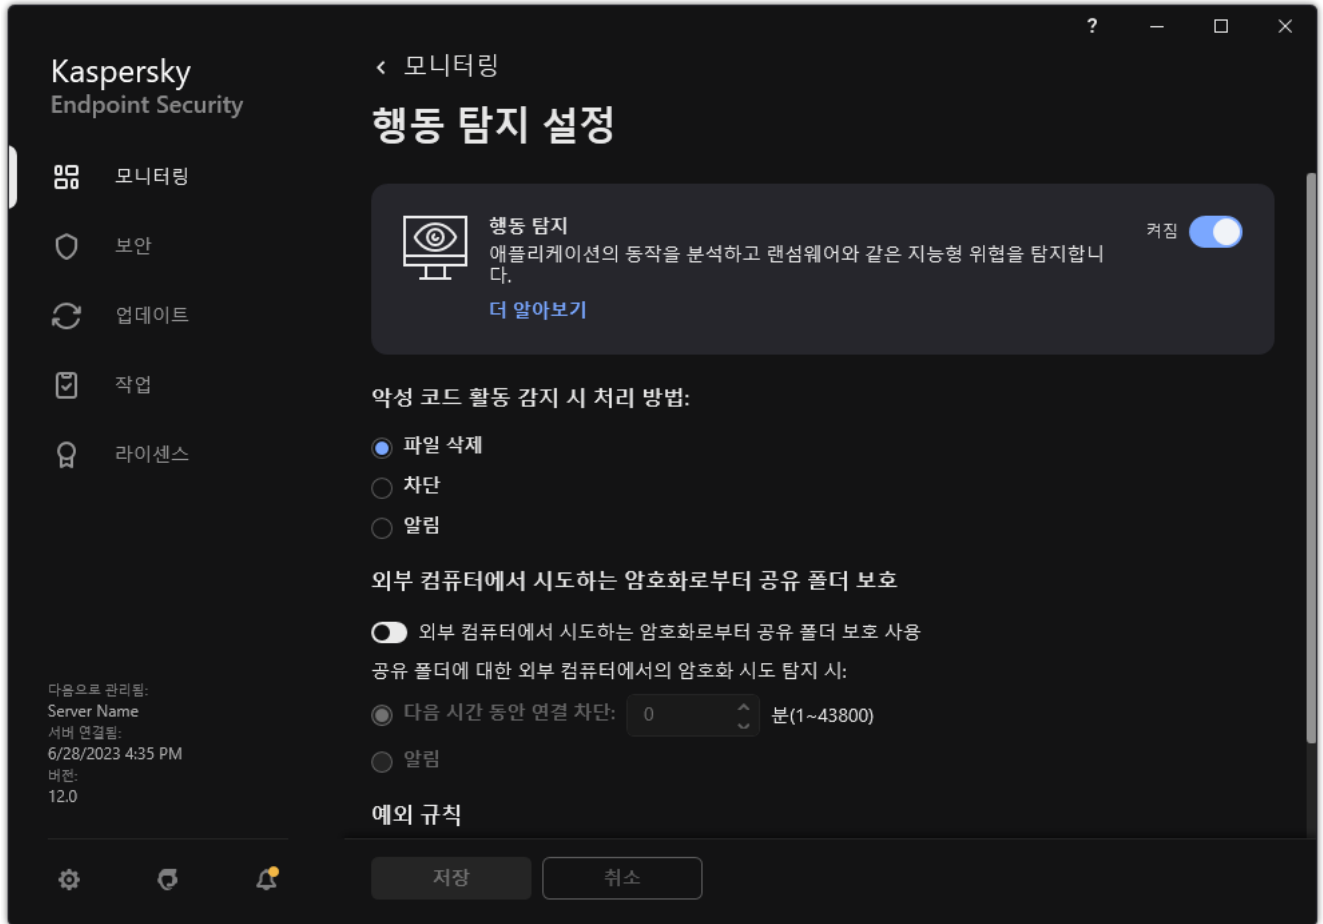 ?
Kaspersky
Endpoint Security
모니터링
보안
업데이트
작업
라이센스
다음으로 관리됨:
Server Name
서버 연결됨:
6/28/2023 4:35 PM
버전:
12.0
모니터링
행동 탐지 설정
행동 탐지
켜짐
애플리케이션의 동작을 분석하고 랜섬웨어와 같은 지능형 위협을 탐지합니
다.
더 알아보기
악성 코드 활동 감지 시 처리 방법:
파일 삭제
차단
알림
외부 컴퓨터에서 시도하는 암호화로부터 공유 폴더 보호
외부 컴퓨터에서 시도하는 암호화로부터 공유 폴더 보호 사용
공유 폴더에 대한 외부 컴퓨터에서의 암호화 시도 탐지 시:
다음 시간 동안 연결 차단: 0 분(1~43800)
알림
예외 규칙
저장 취소